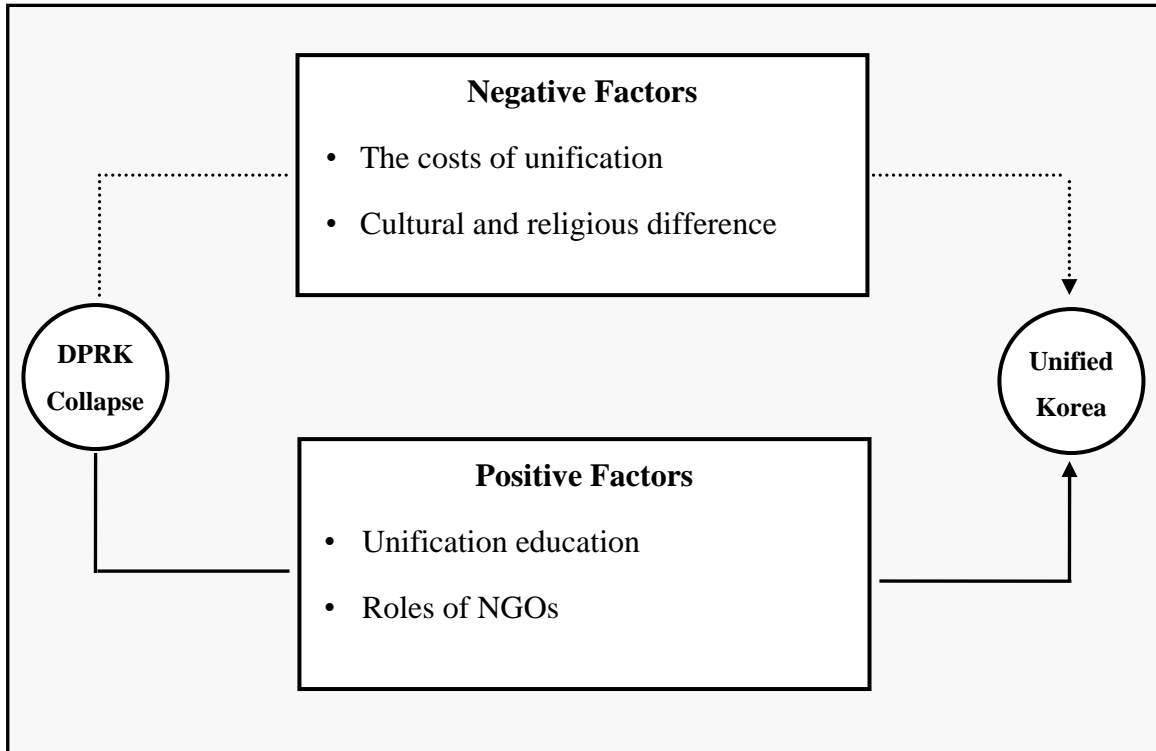 Negative Factors
• The costs of unification
• Cultural and religious difference
DPRK
Collapse
Unified
Korea
Positive Factors
• Unification education
• Roles of NGOs